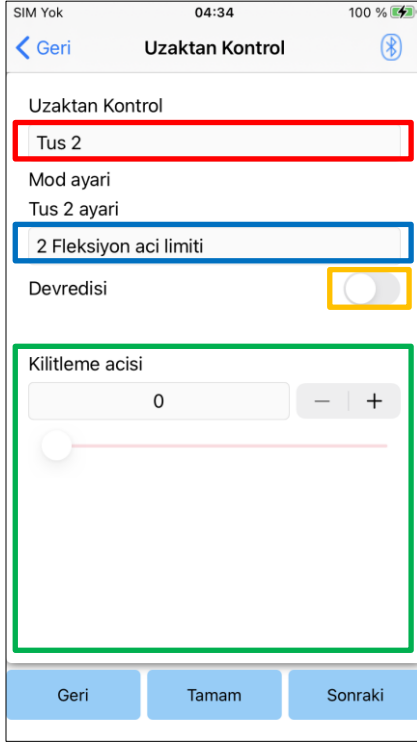 SIM Yok 04:34 100 %
Geri Uzaktan Kontrol
Uzaktan Kontrol
Tus 2
Mod ayari
Tus 2 ayari
2 Fleksiyon aci limiti
Devredisi
Kilitleme acisi
0 − +
Geri Tamam Sonraki